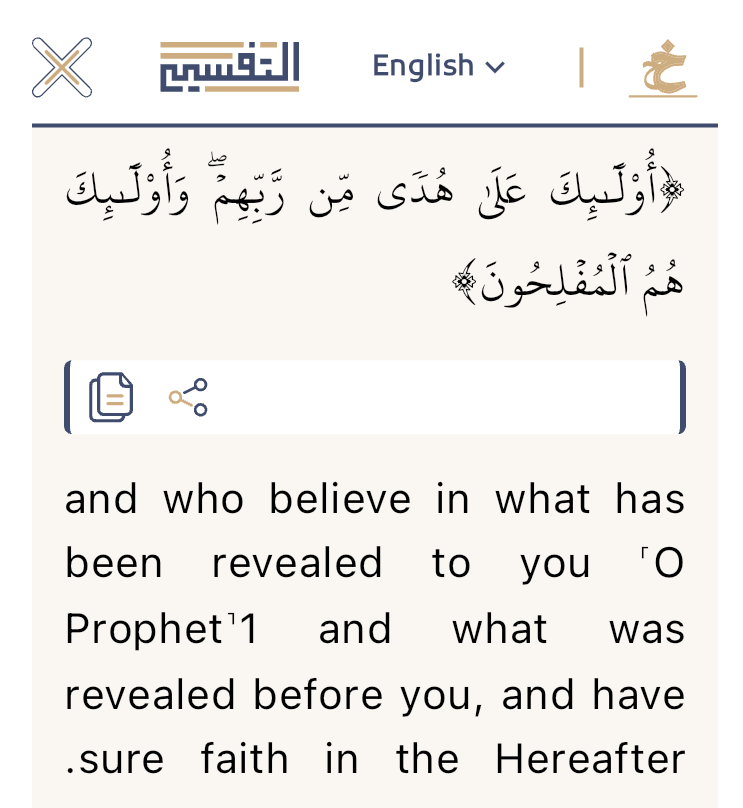 التفسير
English
خ
﴿أُوْلَـٰٓئِكَ عَلَىٰ هُدٗى مِّن رَّبِّهِمۡۖ وَأُوْلَـٰٓئِكَ
هُمُ ٱلۡمُفۡلِحُونَ﴾
and who believe in what has
been revealed to you ˹O
Prophet˺1 and what was
revealed before you, and have
.sure faith in the Hereafter